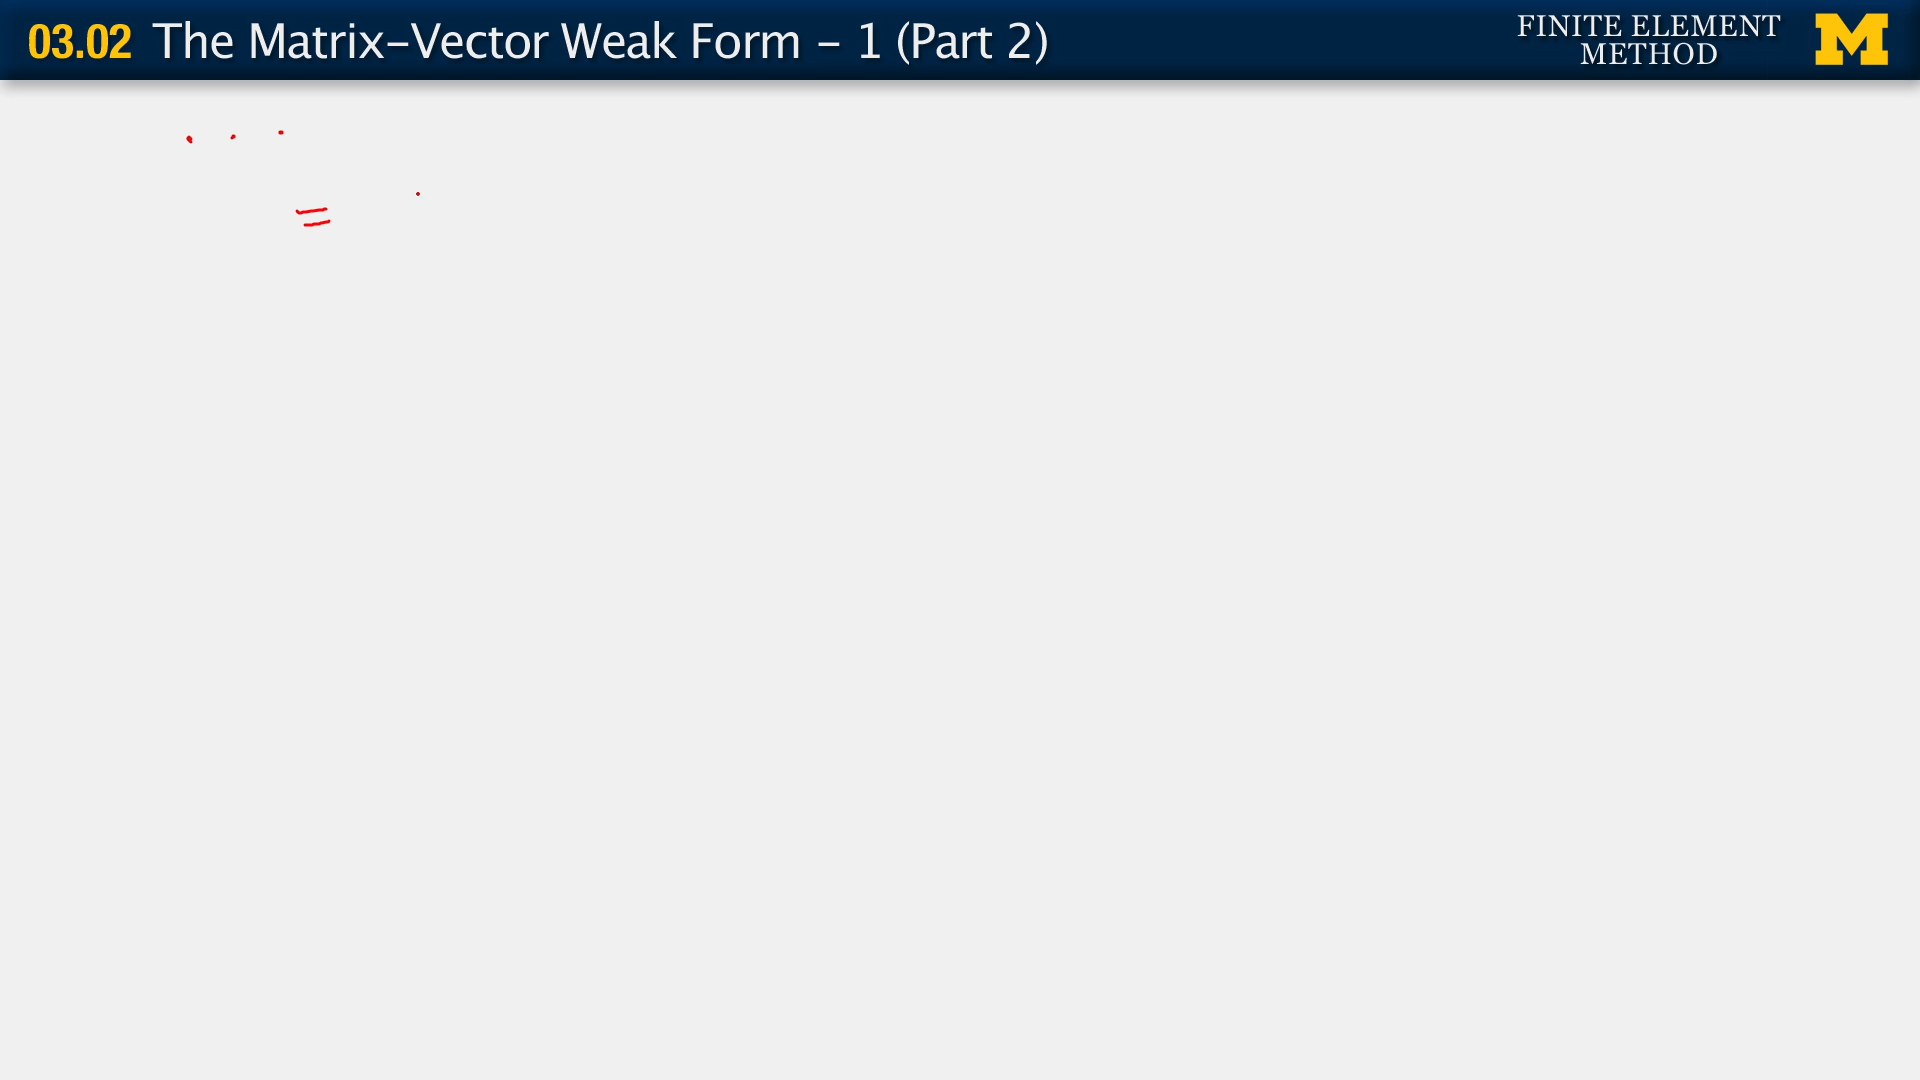 03.02 The Matrix-Vector Weak Form - 1 (Part 2)
FINITE ELEMENT
METHOD
M
. . .
=